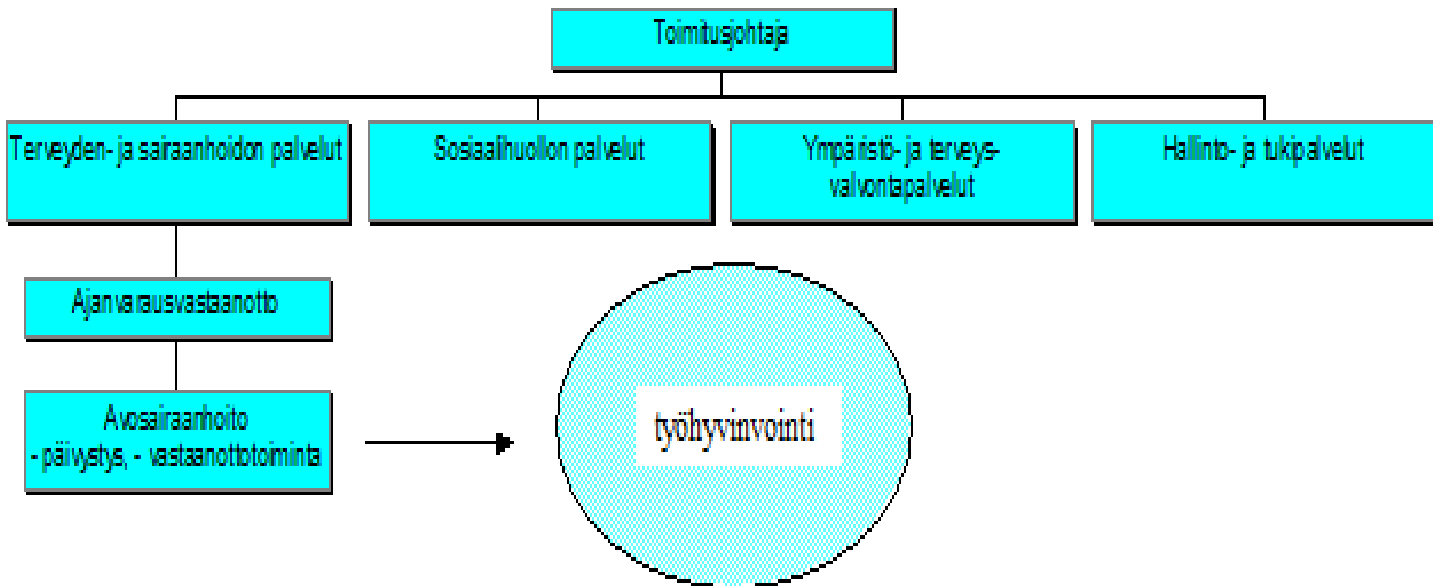 Toimitusjohtaja
Terveyden- ja sairaanhoidon palvelut
Sosiaalihuollon palvelut
Ympäristö- ja terveys-
valvontapalvelut
Hallinto- ja tukipalvelut
Ajanvarausvastaanotto
Avosairaanhoito
- päivystys, - vastaanottotoiminta
työhyvinvointi